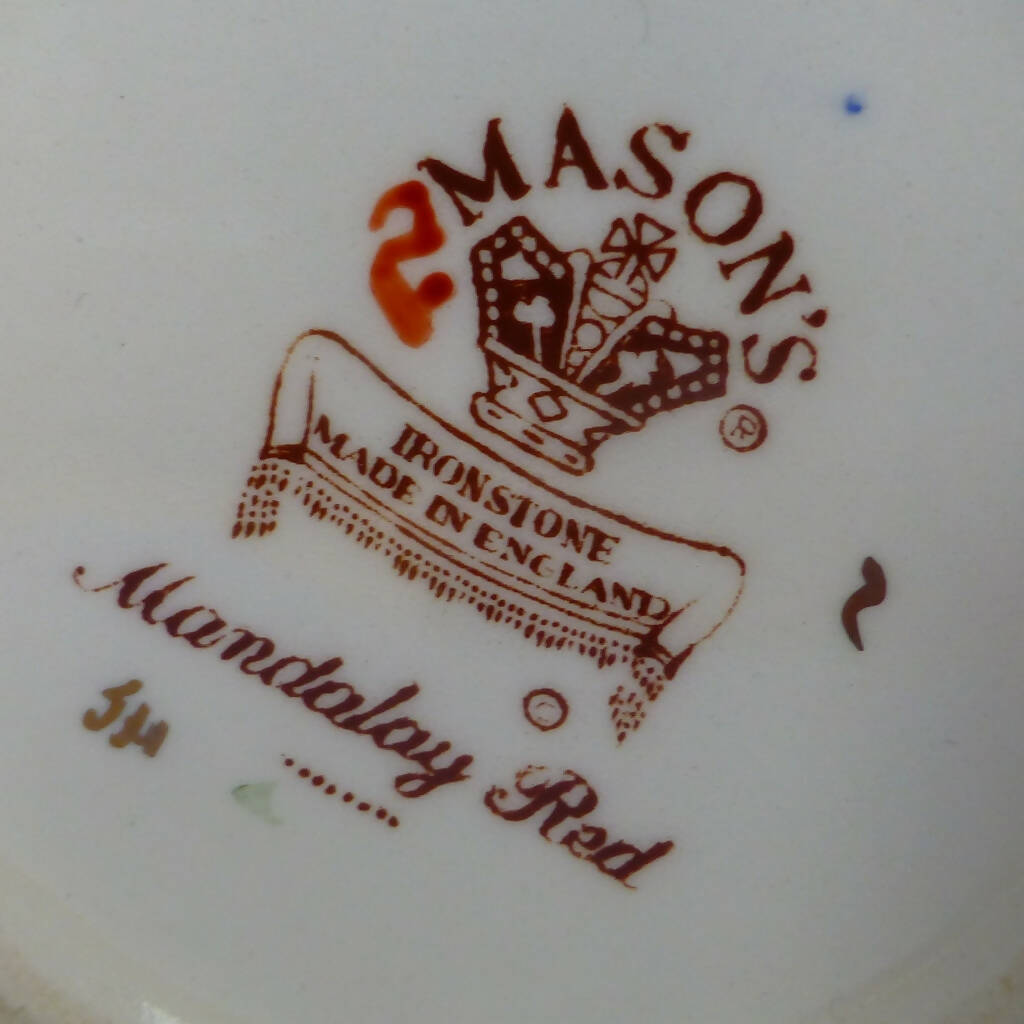 MASON'S
®
IRONSTONE
MADE IN ENGLAND
©
Mandalay Red